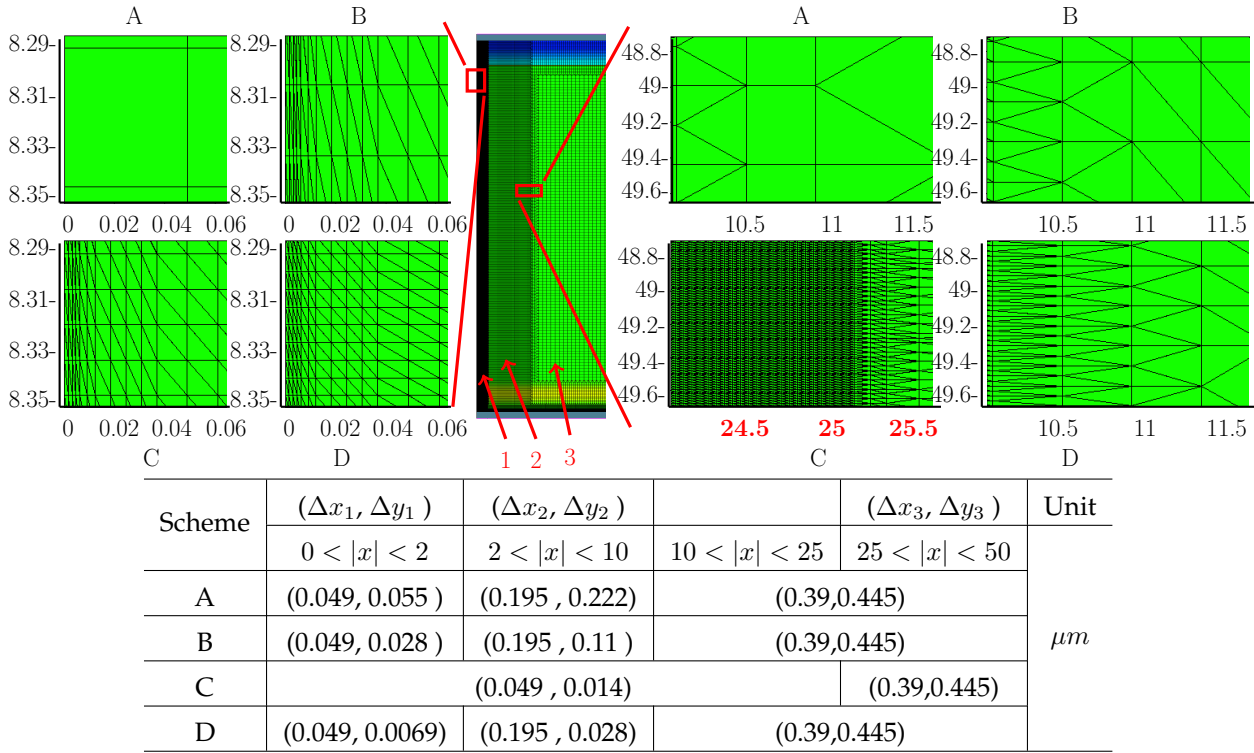 A B A B
8.29-
8.31-
8.33-
8.35-
0 0.02 0.04 0.06
8.29-
8.31-
8.33-
8.35-
0 0.02 0.04 0.06
48.8-
49-
49.2-
49.4-
49.6-
10.5 11 11.5
48.8-
49-
49.2-
49.4-
49.6-
10.5 11 11.5
8.29-
8.31-
8.33-
8.35-
0 0.02 0.04 0.06
8.29-
8.31-
8.33-
8.35-
0 0.02 0.04 0.06
48.8-
49-
49.2-
49.4-
49.6-
24.5 25 25.5
48.8-
49-
49.2-
49.4-
49.6-
10.5 11 11.5
C D 1 2 3 C D
Scheme (Δx₁, Δy₁ ) (Δx₂, Δy₂ ) (Δx₃, Δy₃ ) Unit
0 < |x| < 2 2 < |x| < 10 10 < |x| < 25 25 < |x| < 50
A (0.049, 0.055 ) (0.195 , 0.222) (0.39,0.445)
B (0.049, 0.028 ) (0.195 , 0.11 ) (0.39,0.445) μm
C (0.049 , 0.014) (0.39,0.445)
D (0.049, 0.0069) (0.195 , 0.028) (0.39,0.445)